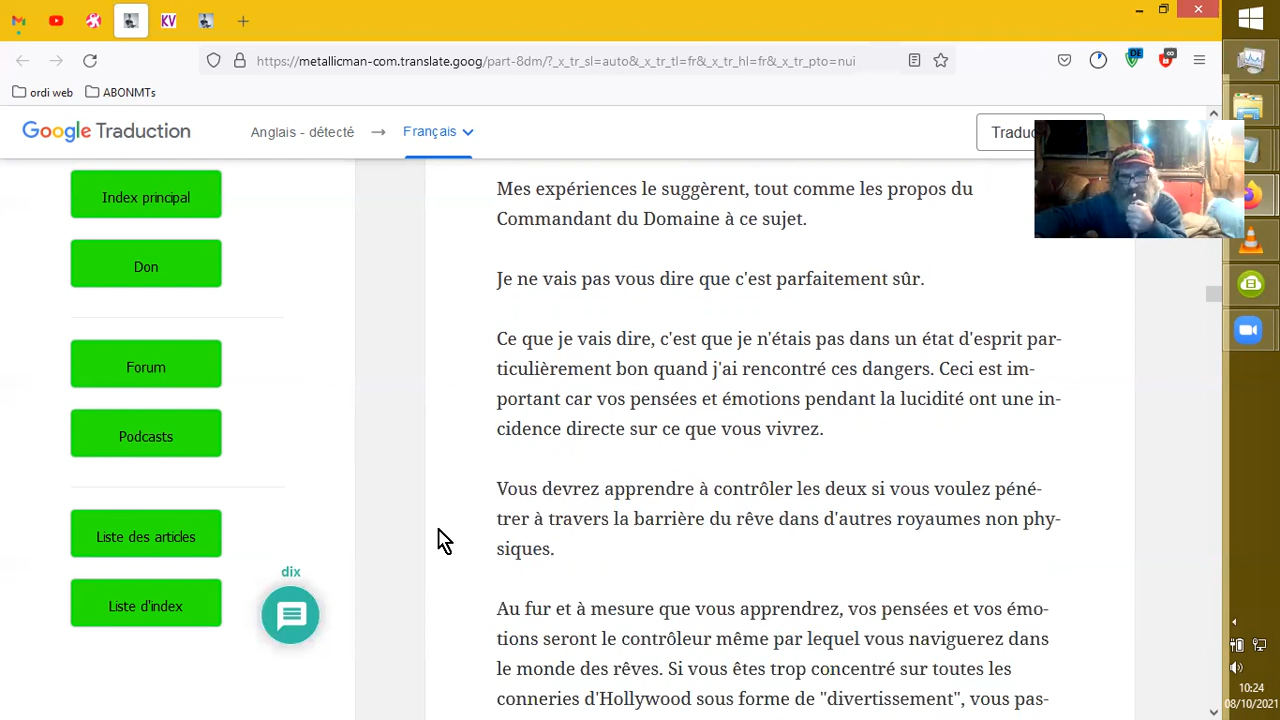 KV
https://metallicman-com.translate.goog/
_x_tr_sl=auto&_x_tr_tl=fr&_x_tr_hl=fr&_x_tr_pto=nui
DE
ordi web
ABONMTs
Google Traduction
Anglais - détecté
Français
Index principal
Don
Forum
Podcasts
Liste des articles
Liste d'index
dix
Mes expériences le suggèrent, tout comme les propos du
Commandant du Domaine à ce sujet.
Je ne vais pas vous dire que c'est parfaitement sûr.
Ce que je vais dire, c'est que je n'étais pas dans un état d'esprit par-
ticulièrement bon quand j'ai rencontré ces dangers. Ceci est im-
portant car vos pensées et émotions pendant la lucidité ont une in-
cidence directe sur ce que vous vivrez.
Vous devrez apprendre à contrôler les deux si vous voulez péné-
trer à travers la barrière du rêve dans d'autres royaumes non phy-
siques.
Au fur et à mesure que vous apprendrez, vos pensées et vos émo-
tions seront le contrôleur même par lequel vous naviguerez dans
le monde des rêves. Si vous êtes trop concentré sur toutes les
conneries d'Hollywood sous forme de "divertissement", vous pas-
10:24
08/10/2021